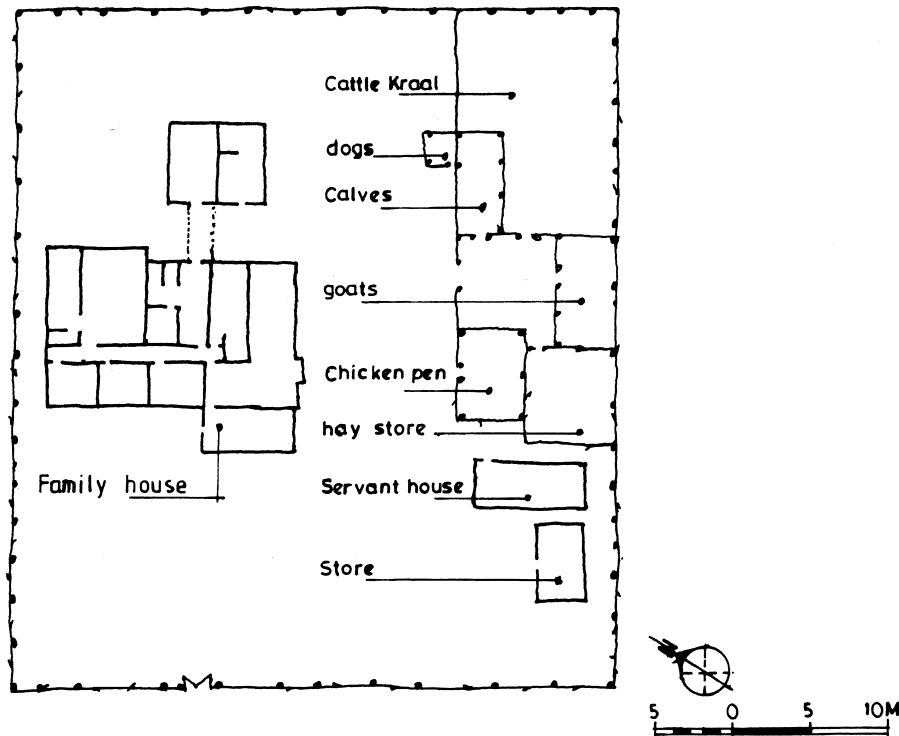 Cattle Kraal
dogs
Calves
goats
Chicken pen
hay store
Family house
Servant house
Store
N
5 0 5 10M